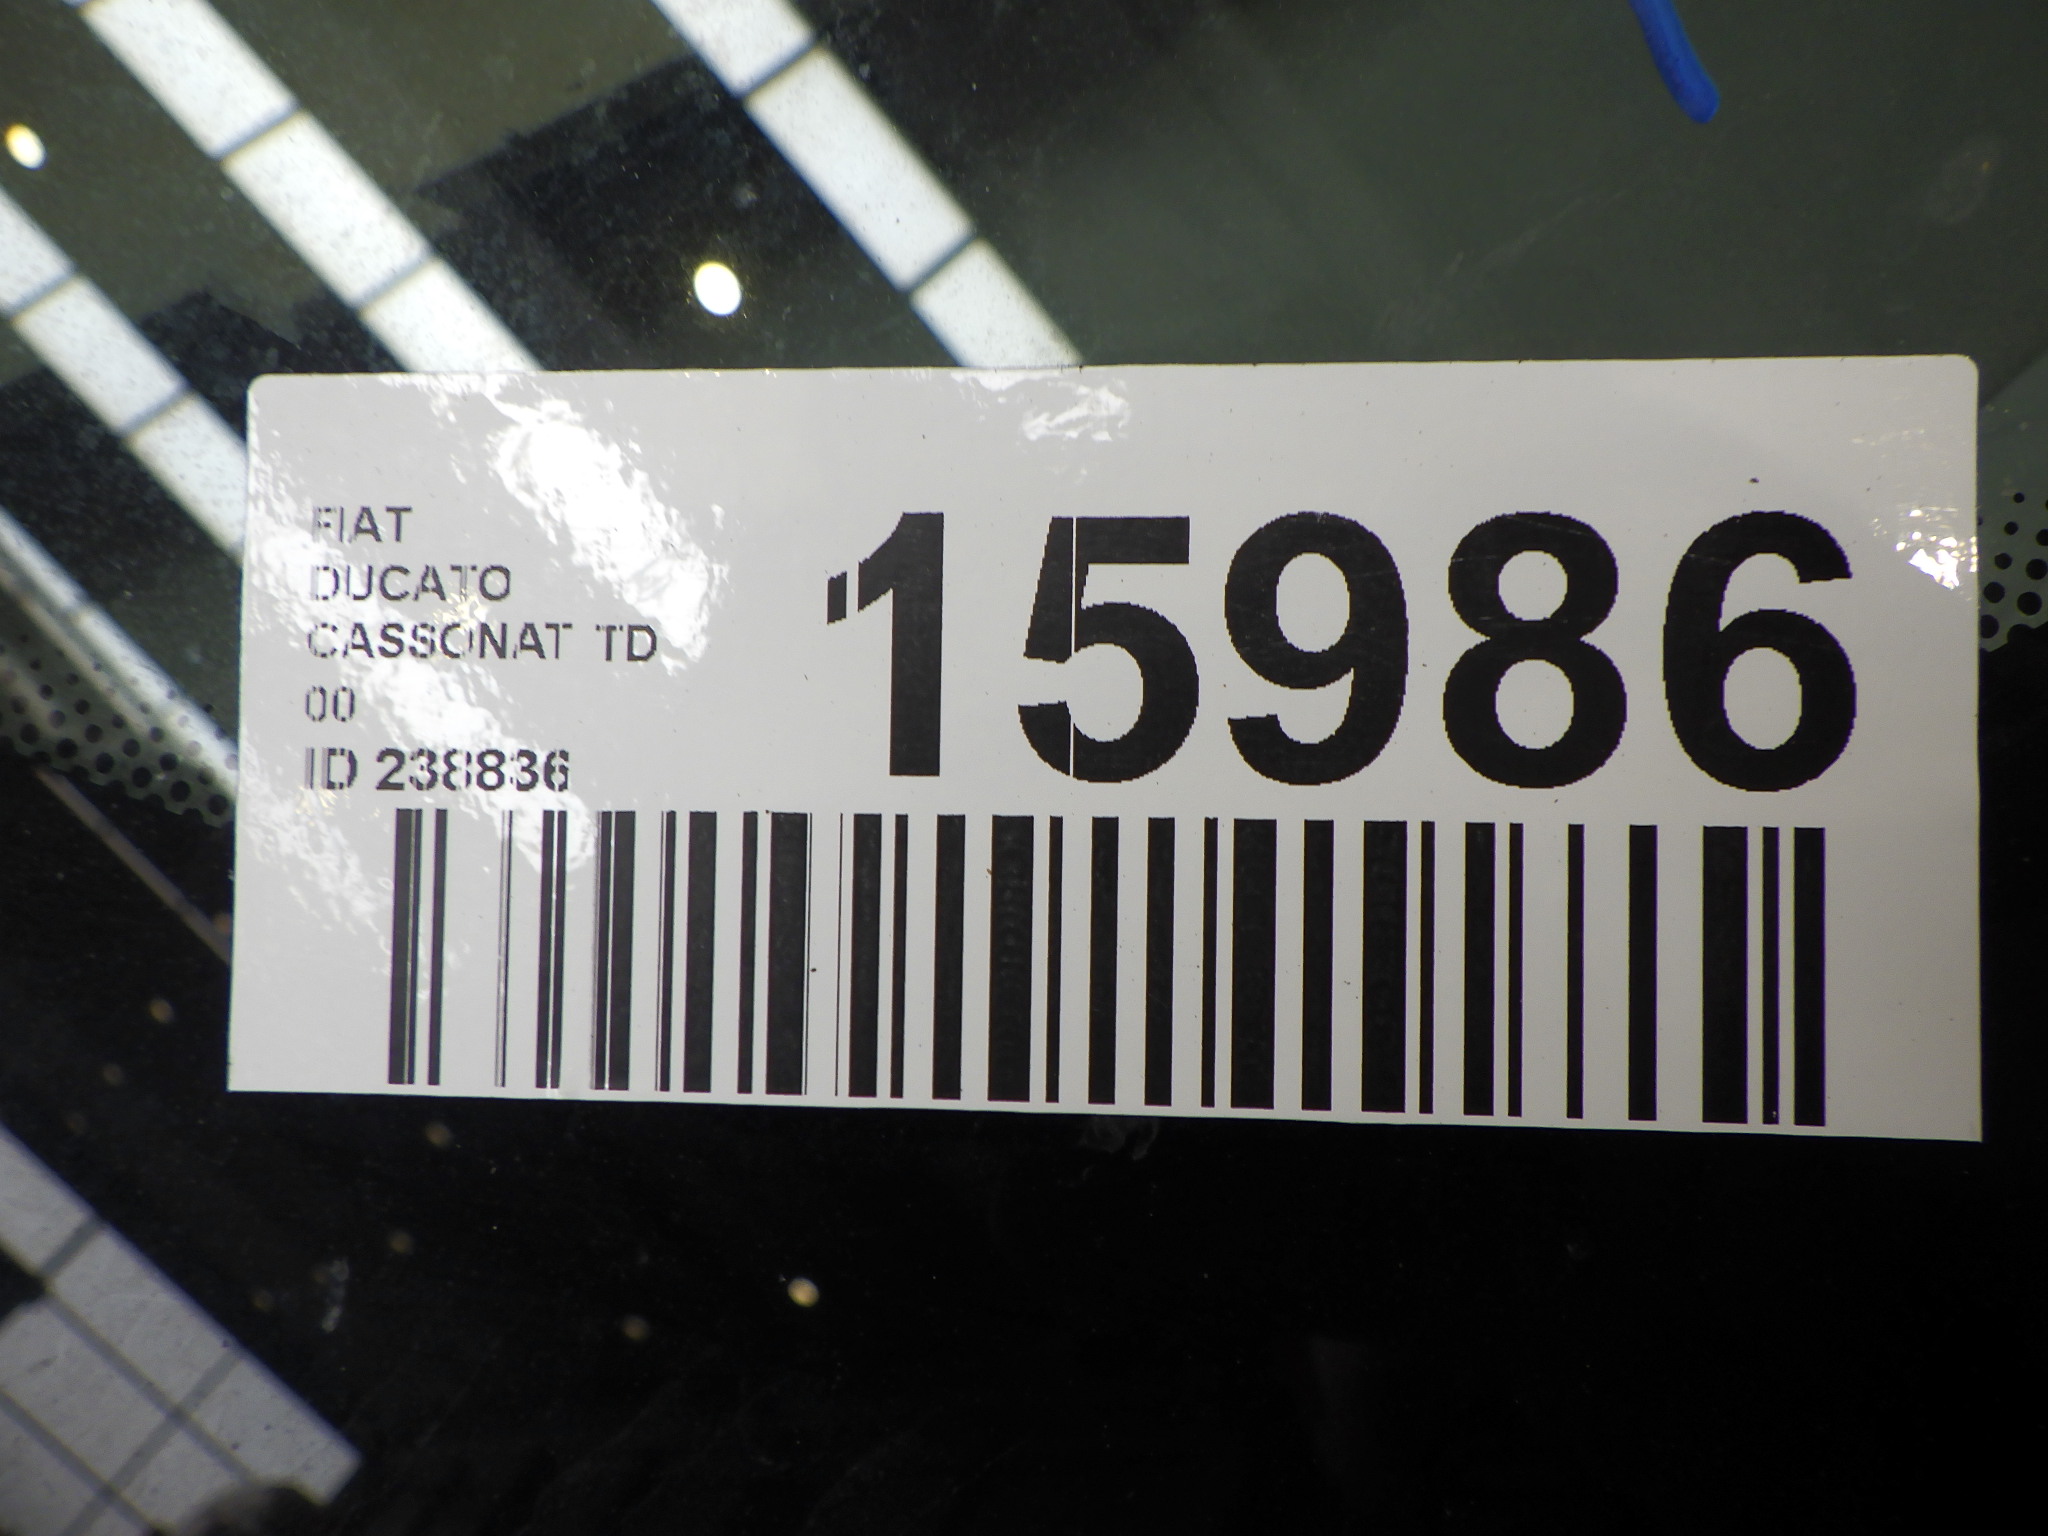 FIAT
DUCATO
CASSONAT TD
00
ID 238836
15986